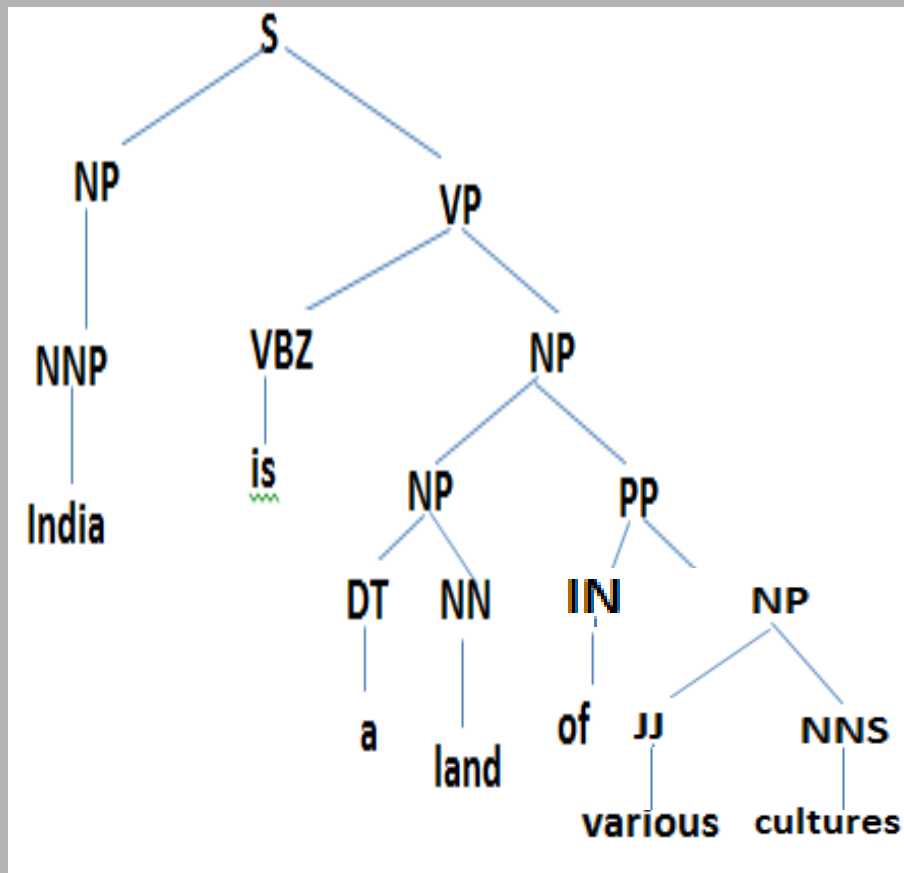 S
NP
VP
NNP
VBZ
NP
India
is
NP
PP
DT
NN
IN
NP
a
land
of
JJ
NNS
various
cultures